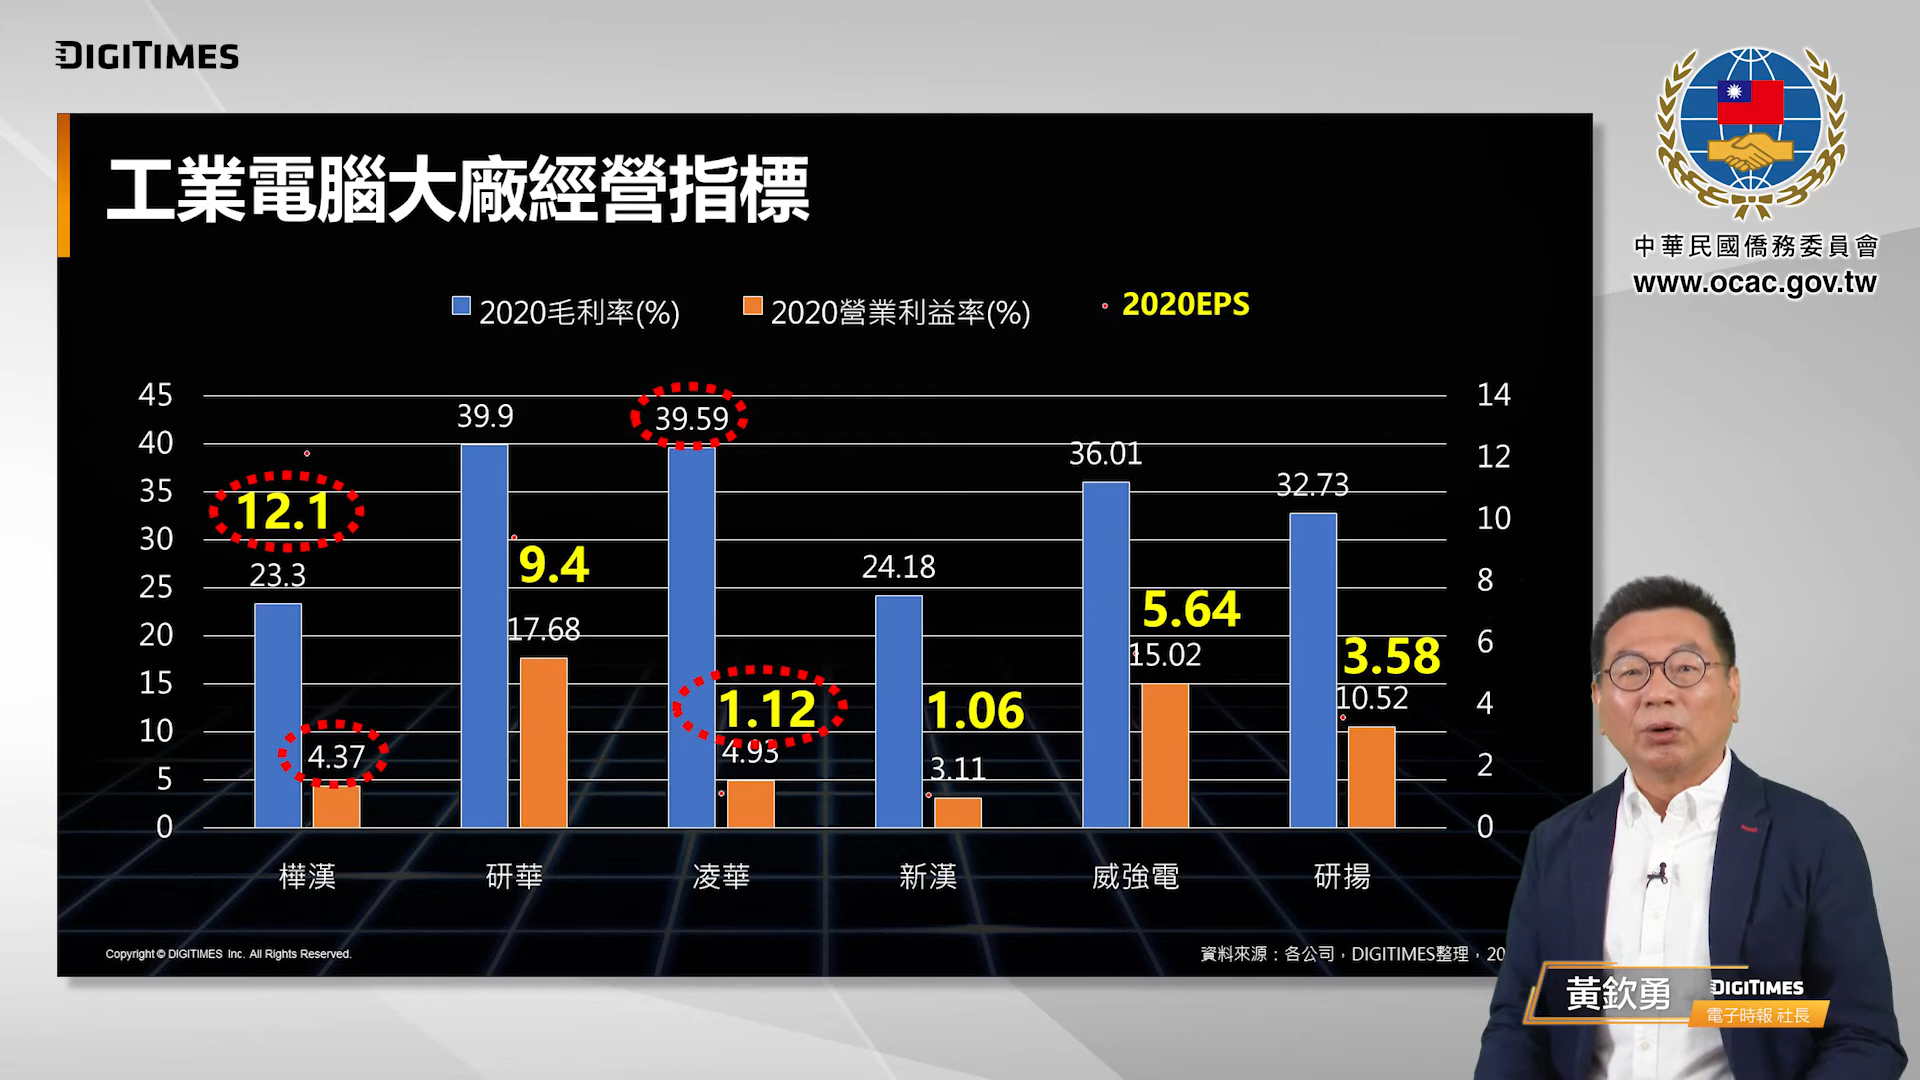 DIGITIMES
中華民國僑務委員會
www.ocac.gov.tw
工業電腦大廠經營指標
2020毛利率(%) 2020營業利益率(%) 2020EPS
45 14
40 12
35 10
30 8
25 6
20 4
15 2
10 0
5
0
12.1
23.3
4.37
39.9
9.4
17.68
39.59
1.12
4.93
24.18
1.06
3.11
36.01
5.64
15.02
32.73
3.58
10.52
樺漢 研華 凌華 新漢 威強電 研揚
Copyright © DIGITIMES Inc. All Rights Reserved.
資料來源：各公司，DIGITIMES整理，20
黃欽勇
DIGITIMES
電子時報 社長